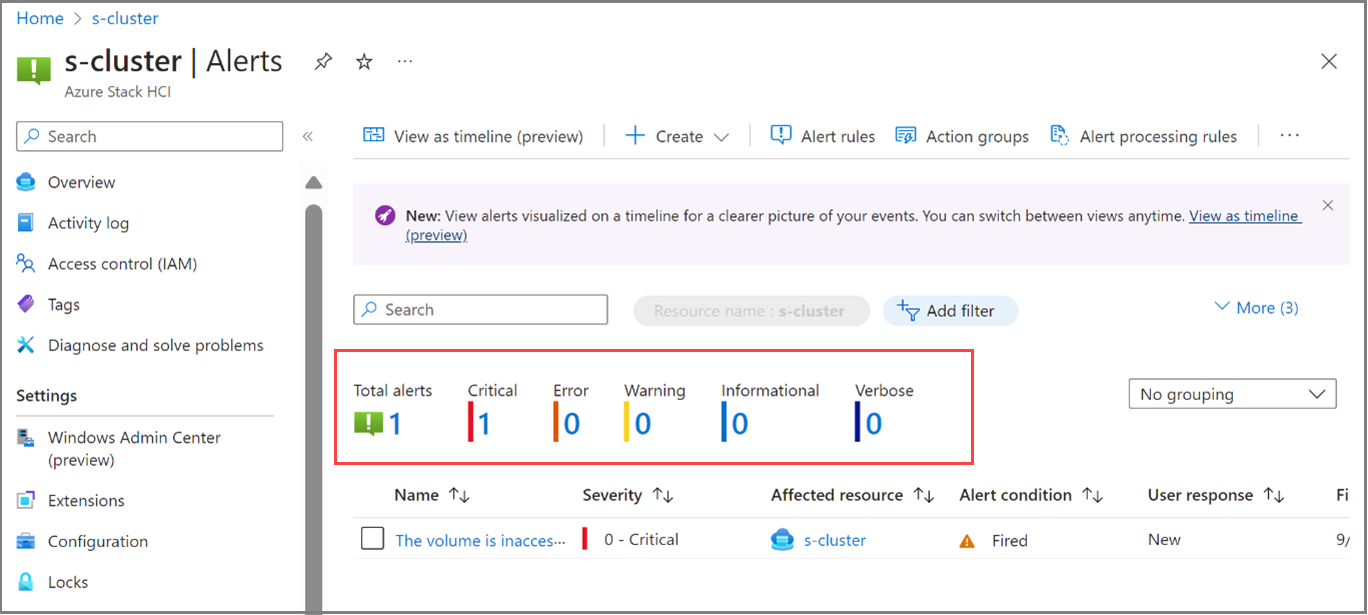 Home > s-cluster
s-cluster | Alerts
Azure Stack HCI
Search
Overview
Activity log
Access control (IAM)
Tags
Diagnose and solve problems
Settings
Windows Admin Center
(preview)
Extensions
Configuration
Locks
View as timeline (preview) Create Alert rules Action groups Alert processing rules
New: View alerts visualized on a timeline for a clearer picture of your events. You can switch between views anytime. View as timeline
(preview)
Search Resource name : s-cluster Add filter More (3)
Total alerts Critical Error Warning Informational Verbose
1 1 0 0 0 0
No grouping
Name Severity Affected resource Alert condition User response Fi
The volume is inacces... 0 - Critical s-cluster Fired New 9/